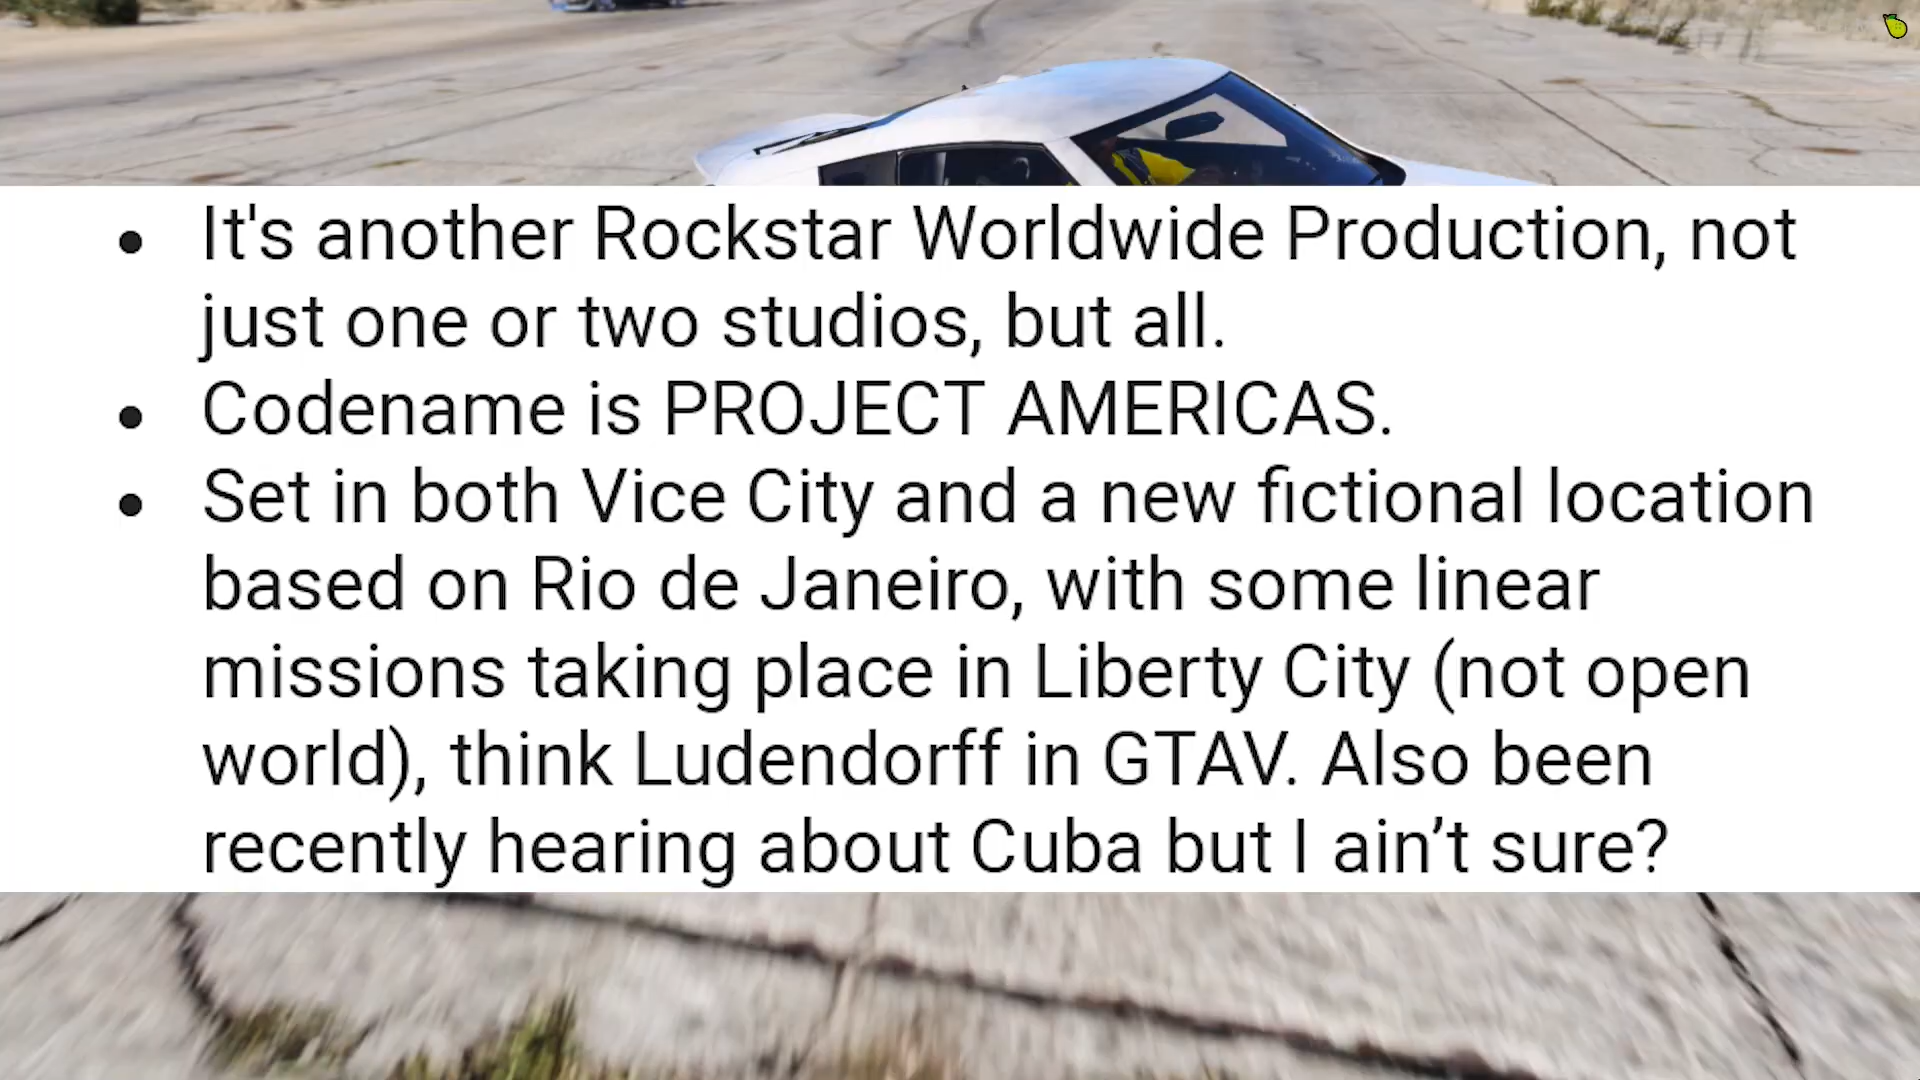 • It's another Rockstar Worldwide Production, not
just one or two studios, but all.
• Codename is PROJECT AMERICAS.
• Set in both Vice City and a new fictional location
based on Rio de Janeiro, with some linear
missions taking place in Liberty City (not open
world), think Ludendorff in GTAV. Also been
recently hearing about Cuba but I ain’t sure?